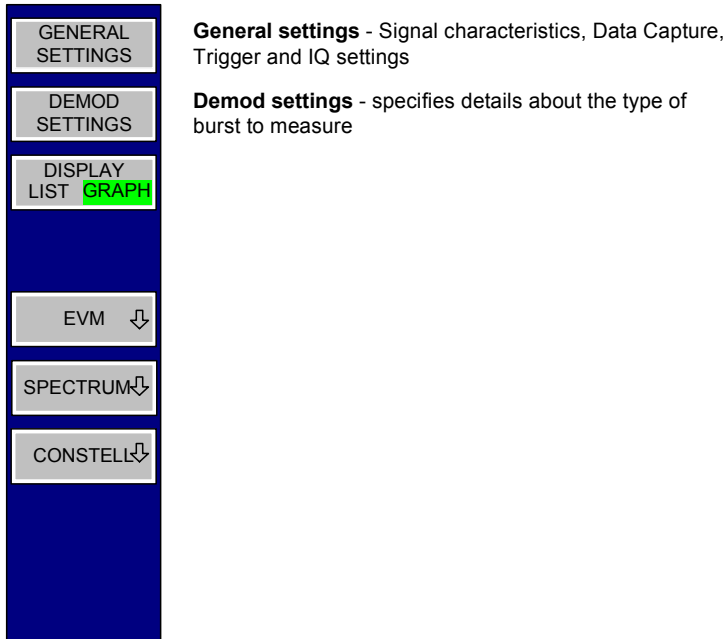 GENERAL
SETTINGS
General settings - Signal characteristics, Data Capture,
Trigger and IQ settings
DEMOD
SETTINGS
Demod settings - specifies details about the type of
burst to measure
DISPLAY
LIST GRAPH
EVM
SPECTRUM
CONSTELL